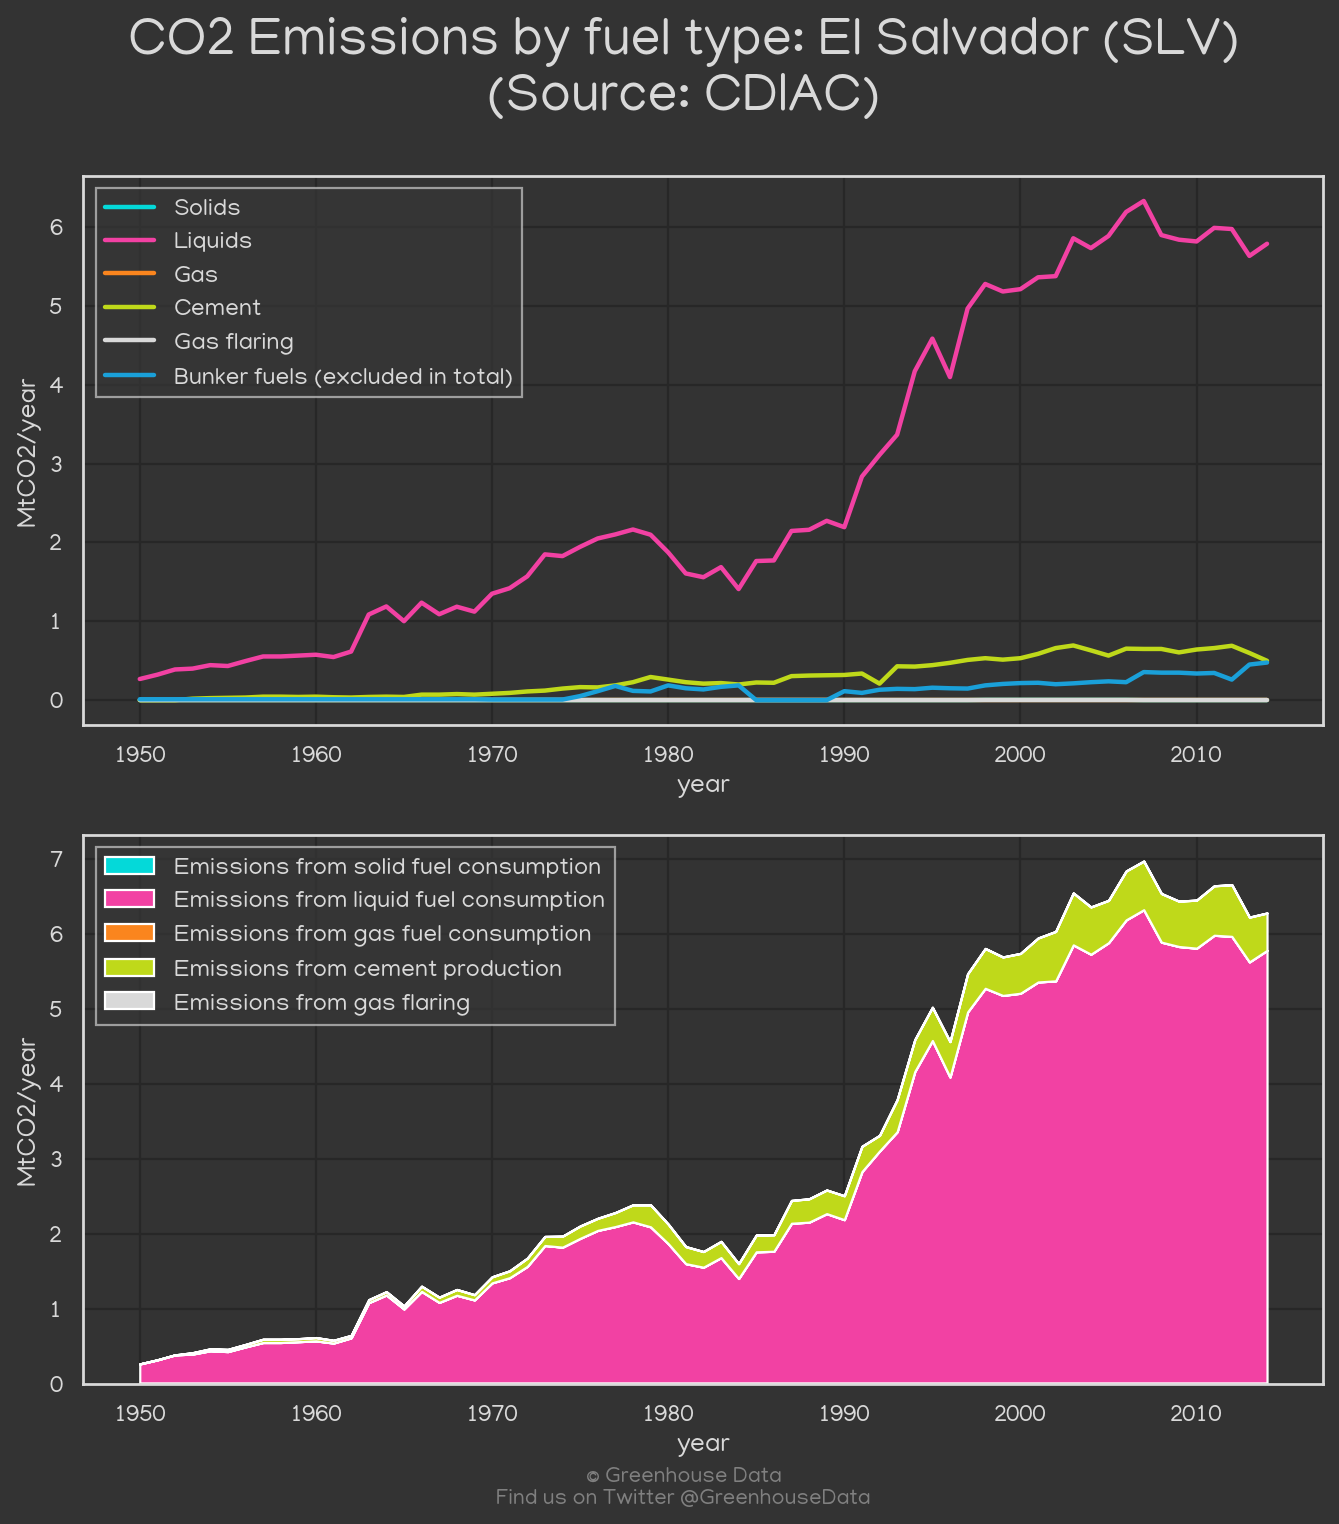 CO2 Emissions by fuel type: El Salvador (SLV)
(Source: CDIAC)
Solids
Liquids
Gas
Cement
Gas flaring
Bunker fuels (excluded in total)
MtCO2/year
6
5
4
3
2
1
0
1950 1960 1970 1980 1990 2000 2010
year
Emissions from solid fuel consumption
Emissions from liquid fuel consumption
Emissions from gas fuel consumption
Emissions from cement production
Emissions from gas flaring
MtCO2/year
7
6
5
4
3
2
1
0
1950 1960 1970 1980 1990 2000 2010
year
© Greenhouse Data
Find us on Twitter @GreenhouseData